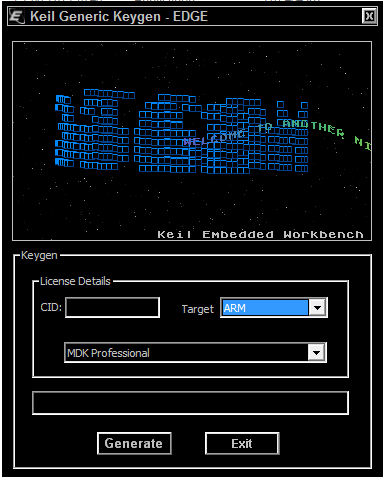 Keil Generic Keygen - EDGE
WELCOME TO ANOTHER NI
Keil Embedded Workbench
Keygen
License Details
CID:
Target
ARM
MDK Professional
Generate
Exit